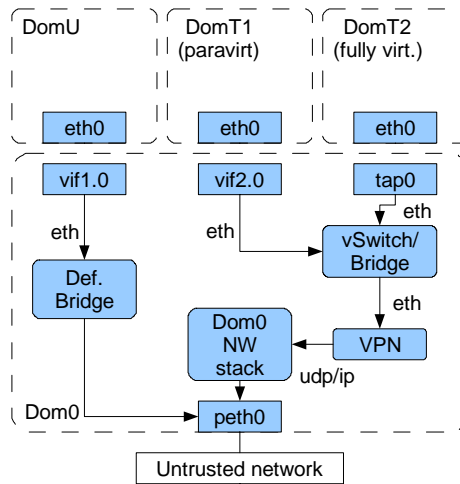 DomU
DomT1
(paravirt)
DomT2
(fully virt.)
eth0
eth0
eth0
vif1.0
vif2.0
tap0
eth
eth
eth
vSwitch/
Bridge
Def.
Bridge
eth
Dom0
NW
stack
VPN
udp/ip
Dom0
peth0
Untrusted network